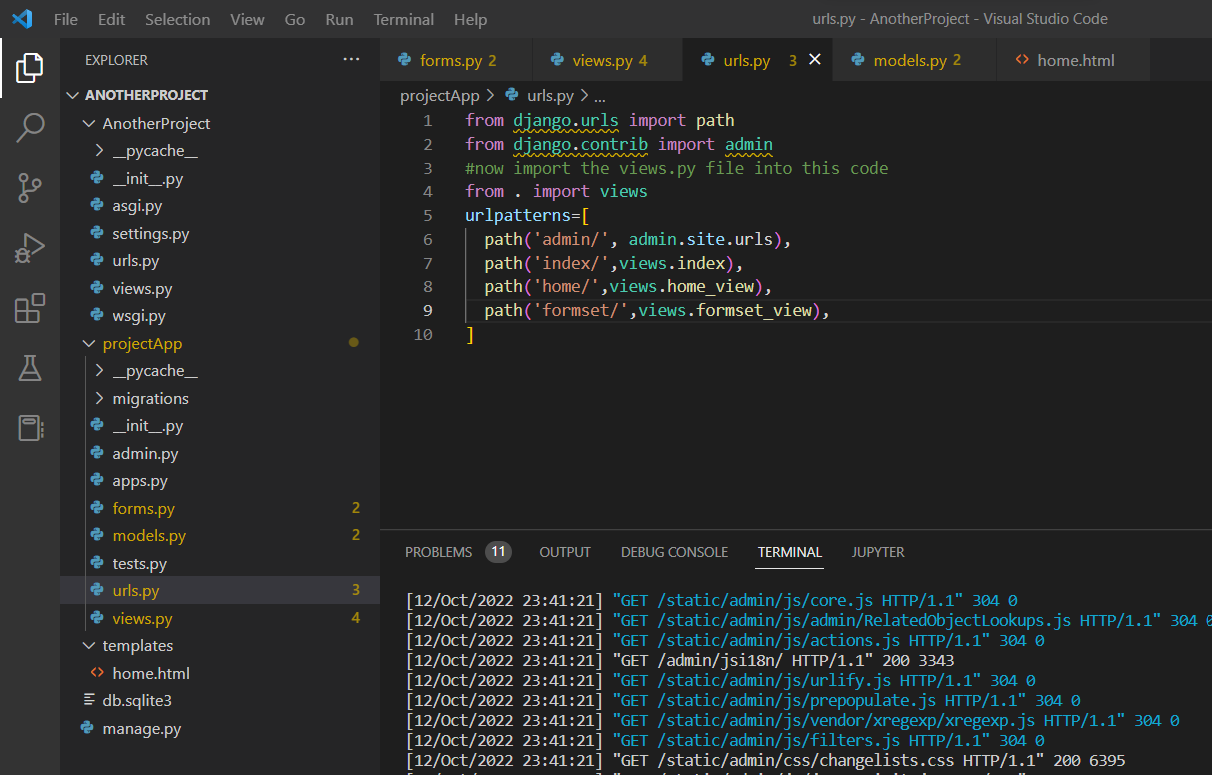 File Edit Selection View Go Run Terminal Help urls.py - AnotherProject - Visual Studio Code
EXPLORER ...
ANOTHERPROJECT
AnotherProject
__pycache__
__init__.py
asgi.py
settings.py
urls.py
views.py
wsgi.py
projectApp
__pycache__
migrations
__init__.py
admin.py
apps.py
forms.py 2
models.py 2
tests.py
urls.py 3
views.py 4
templates
home.html
db.sqlite3
manage.py
forms.py 2 views.py 4 urls.py 3 models.py 2 home.html
projectApp > urls.py > ...
1 from django.urls import path
2 from django.contrib import admin
3 #now import the views.py file into this code
4 from . import views
5 urlpatterns=[
6 path('admin/', admin.site.urls),
7 path('index/',views.index),
8 path('home/',views.home_view),
9 path('formset/',views.formset_view),
10 ]
PROBLEMS 11 OUTPUT DEBUG CONSOLE TERMINAL JUPYTER
[12/Oct/2022 23:41:21] "GET /static/admin/js/core.js HTTP/1.1" 304 0
[12/Oct/2022 23:41:21] "GET /static/admin/js/admin/RelatedObjectLookups.js HTTP/1.1" 304 0
[12/Oct/2022 23:41:21] "GET /static/admin/js/actions.js HTTP/1.1" 304 0
[12/Oct/2022 23:41:21] "GET /admin/jsi18n/ HTTP/1.1" 200 3343
[12/Oct/2022 23:41:21] "GET /static/admin/js/urlify.js HTTP/1.1" 304 0
[12/Oct/2022 23:41:21] "GET /static/admin/js/prepopulate.js HTTP/1.1" 304 0
[12/Oct/2022 23:41:21] "GET /static/admin/js/vendor/xregexp/xregexp.js HTTP/1.1" 304 0
[12/Oct/2022 23:41:21] "GET /static/admin/js/filters.js HTTP/1.1" 304 0
[12/Oct/2022 23:41:21] "GET /static/admin/css/changelists.css HTTP/1.1" 200 6395